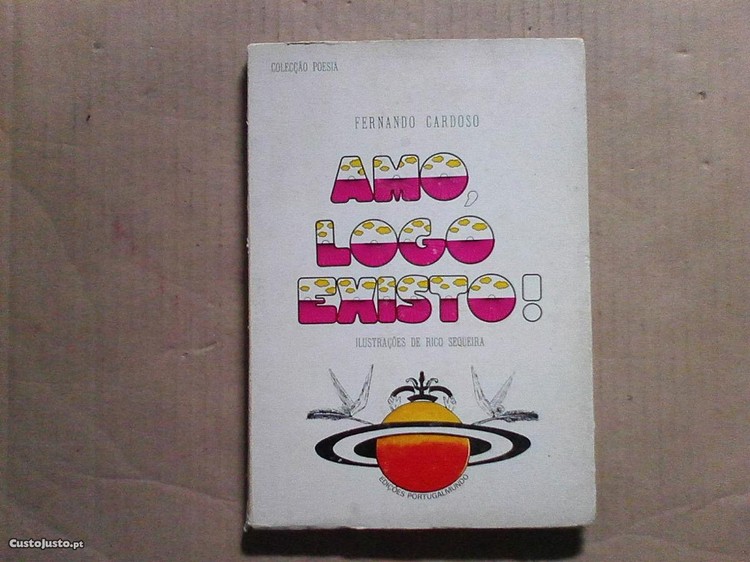 COLECÇÃO POESIA
FERNANDO CARDOSO
AMO,
LOGO
EXISTO!
ILUSTRAÇÕES DE RICO SEQUEIRA
EDIÇÕES PORTUGALMUNDO
CustoJusto.pt